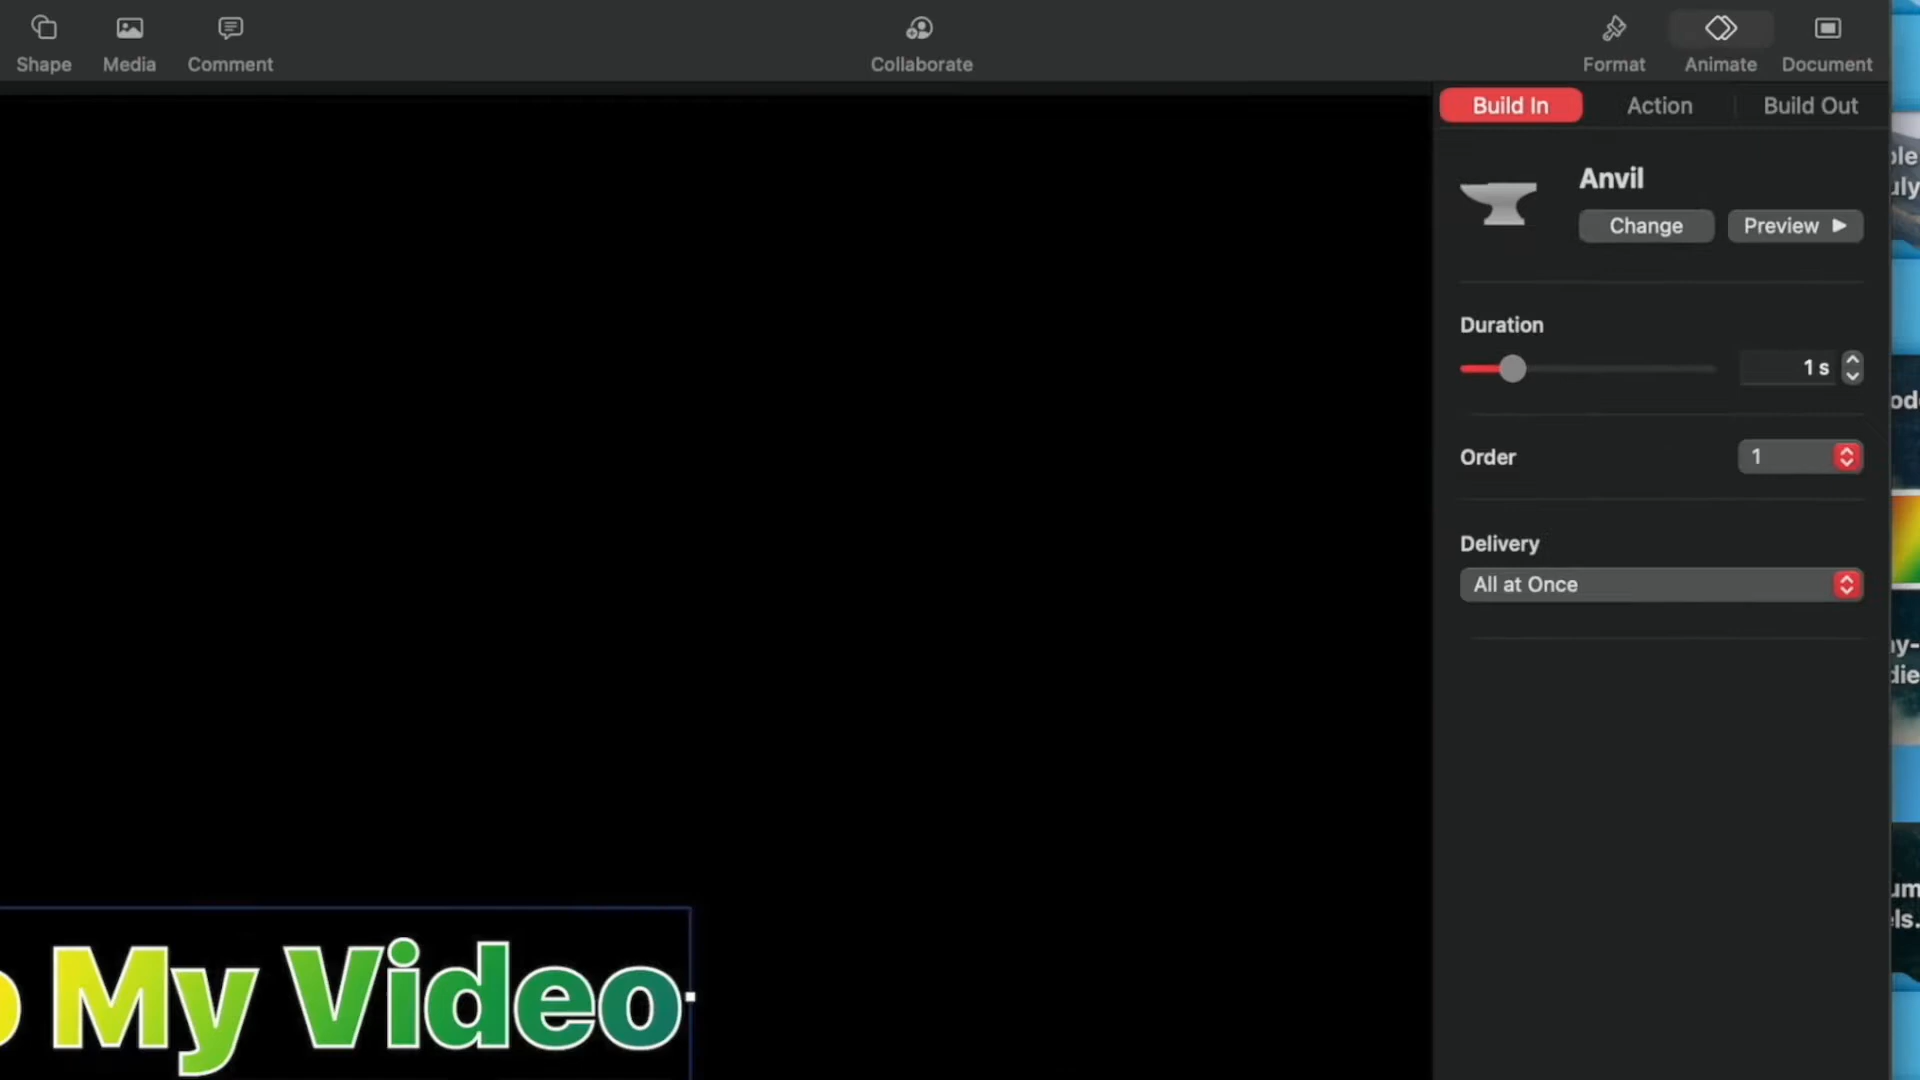 Shape Media Comment Collaborate Format Animate Document
Build In Action Build Out
Anvil
Change Preview
Duration
1 s
Order 1
Delivery
All at Once
My Video